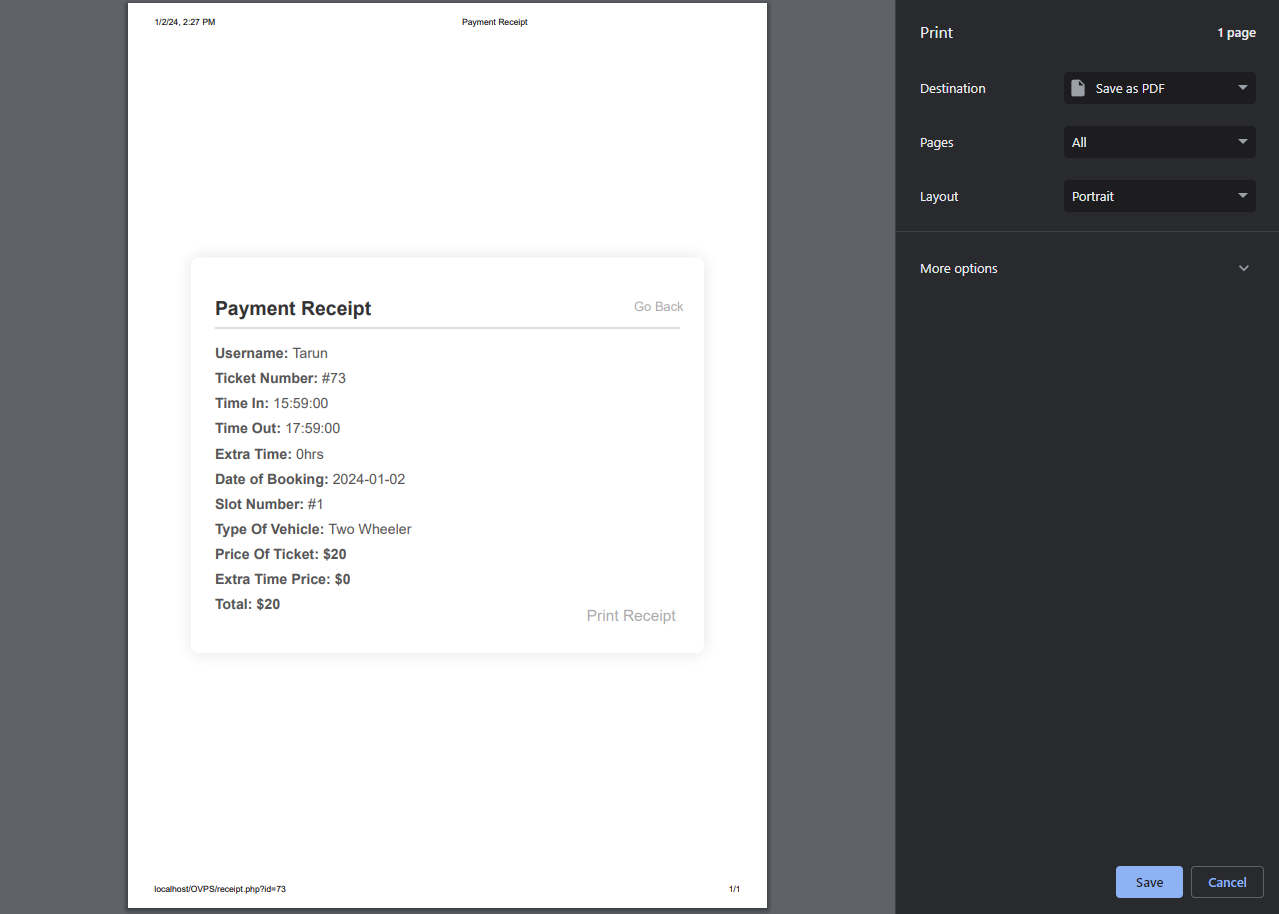 1/2/24, 2:27 PM Payment Receipt
Payment Receipt Go Back
Username: Tarun
Ticket Number: #73
Time In: 15:59:00
Time Out: 17:59:00
Extra Time: 0hrs
Date of Booking: 2024-01-02
Slot Number: #1
Type Of Vehicle: Two Wheeler
Price Of Ticket: $20
Extra Time Price: $0
Total: $20
Print Receipt
localhost/OVPS/receipt.php?id=73 1/1
Print 1 page
Destination Save as PDF
Pages All
Layout Portrait
More options
Save Cancel